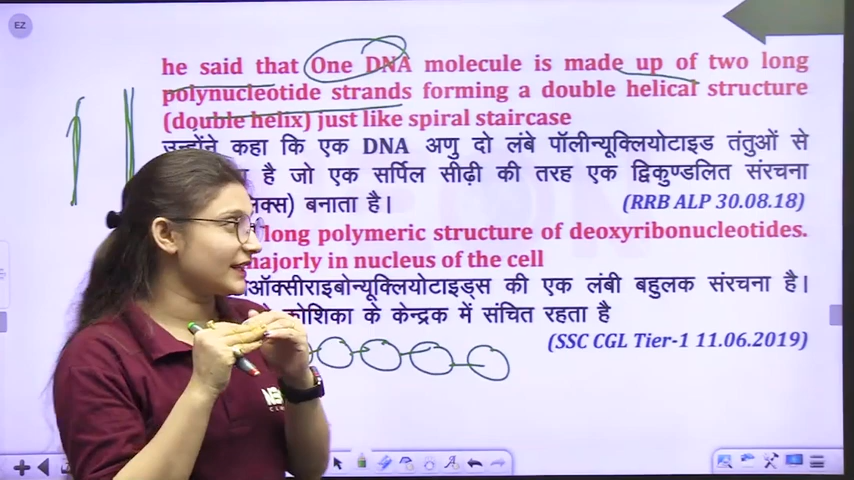 EZ
he said that One DNA molecule is made up of two long
polynucleotide strands forming a double helical structure
(double helix) just like spiral staircase
उन्होंने कहा कि एक DNA अणु दो लंबे पॉलीन्यूक्लियोटाइड तंतुओं से
है जो एक सर्पिल सीढ़ी की तरह एक द्विकुण्डलित संरचना
बनाता है।
(RRB ALP 30.08.18)
long polymeric structure of deoxyribonucleotides.
majorly in nucleus of the cell
की एक लंबी बहुलक संरचना है।
कोशिका के केन्द्रक में संचित रहता है
(SSC CGL Tier-1 11.06.2019)